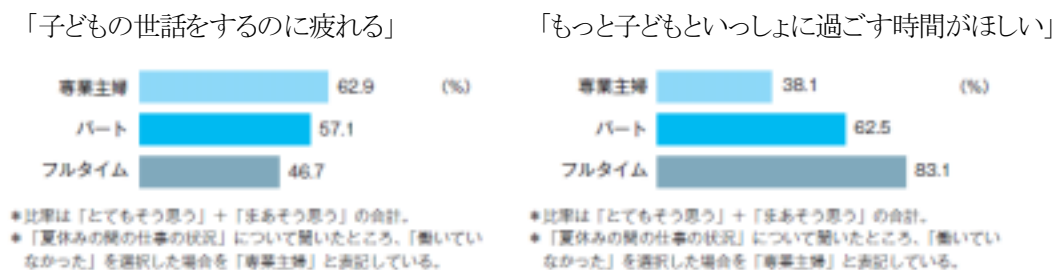 「子どもの世話をするのに疲れる」
専業主婦 62.9 (%)
パート 57.1
フルタイム 46.7
＊比率は「とてもそう思う」＋「まあそう思う」の合計。
＊「夏休みの間の仕事の状況」について聞いたところ、「働いてい
なかった」を選択した場合を「専業主婦」と表記している。
「もっと子どもといっしょに過ごす時間がほしい」
専業主婦 38.1 (%)
パート 62.5
フルタイム 83.1
＊比率は「とてもそう思う」＋「まあそう思う」の合計。
＊「夏休みの間の仕事の状況」について聞いたところ、「働いてい
なかった」を選択した場合を「専業主婦」と表記している。